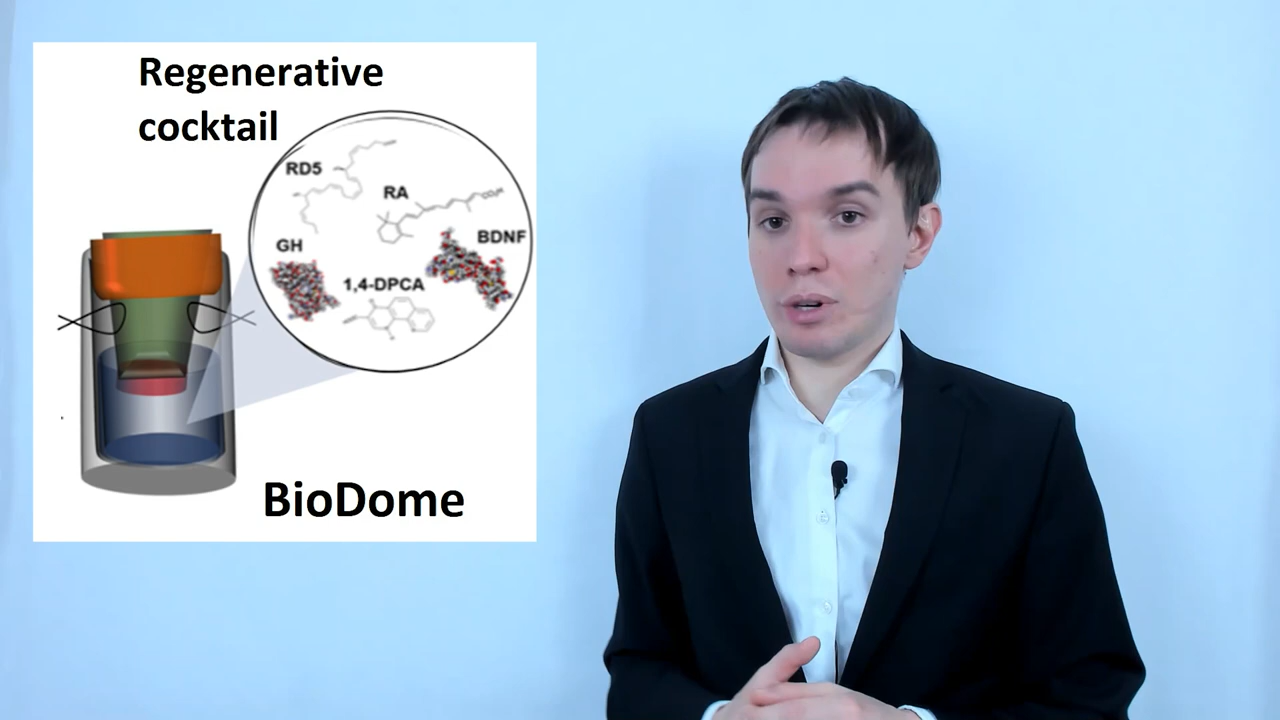 Regenerative
cocktail
RD5
RA
GH
BDNF
1,4-DPCA
BioDome